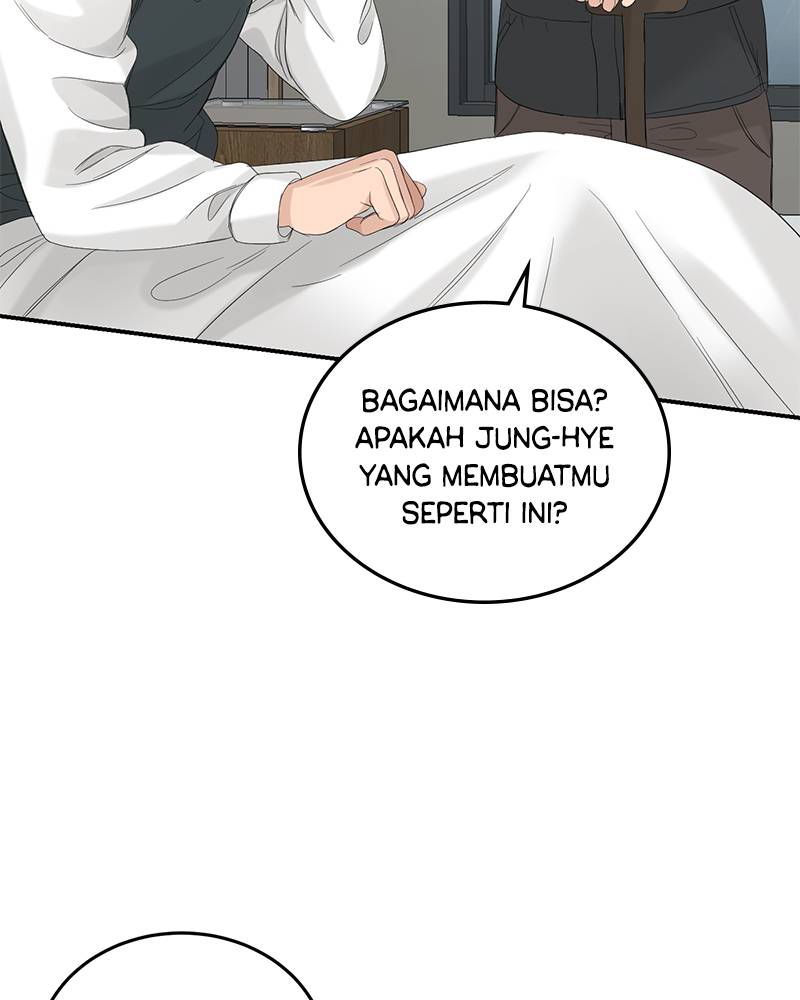 BAGAIMANA BISA?
APAKAH JUNG-HYE
YANG MEMBUATMU
SEPERTI INI?